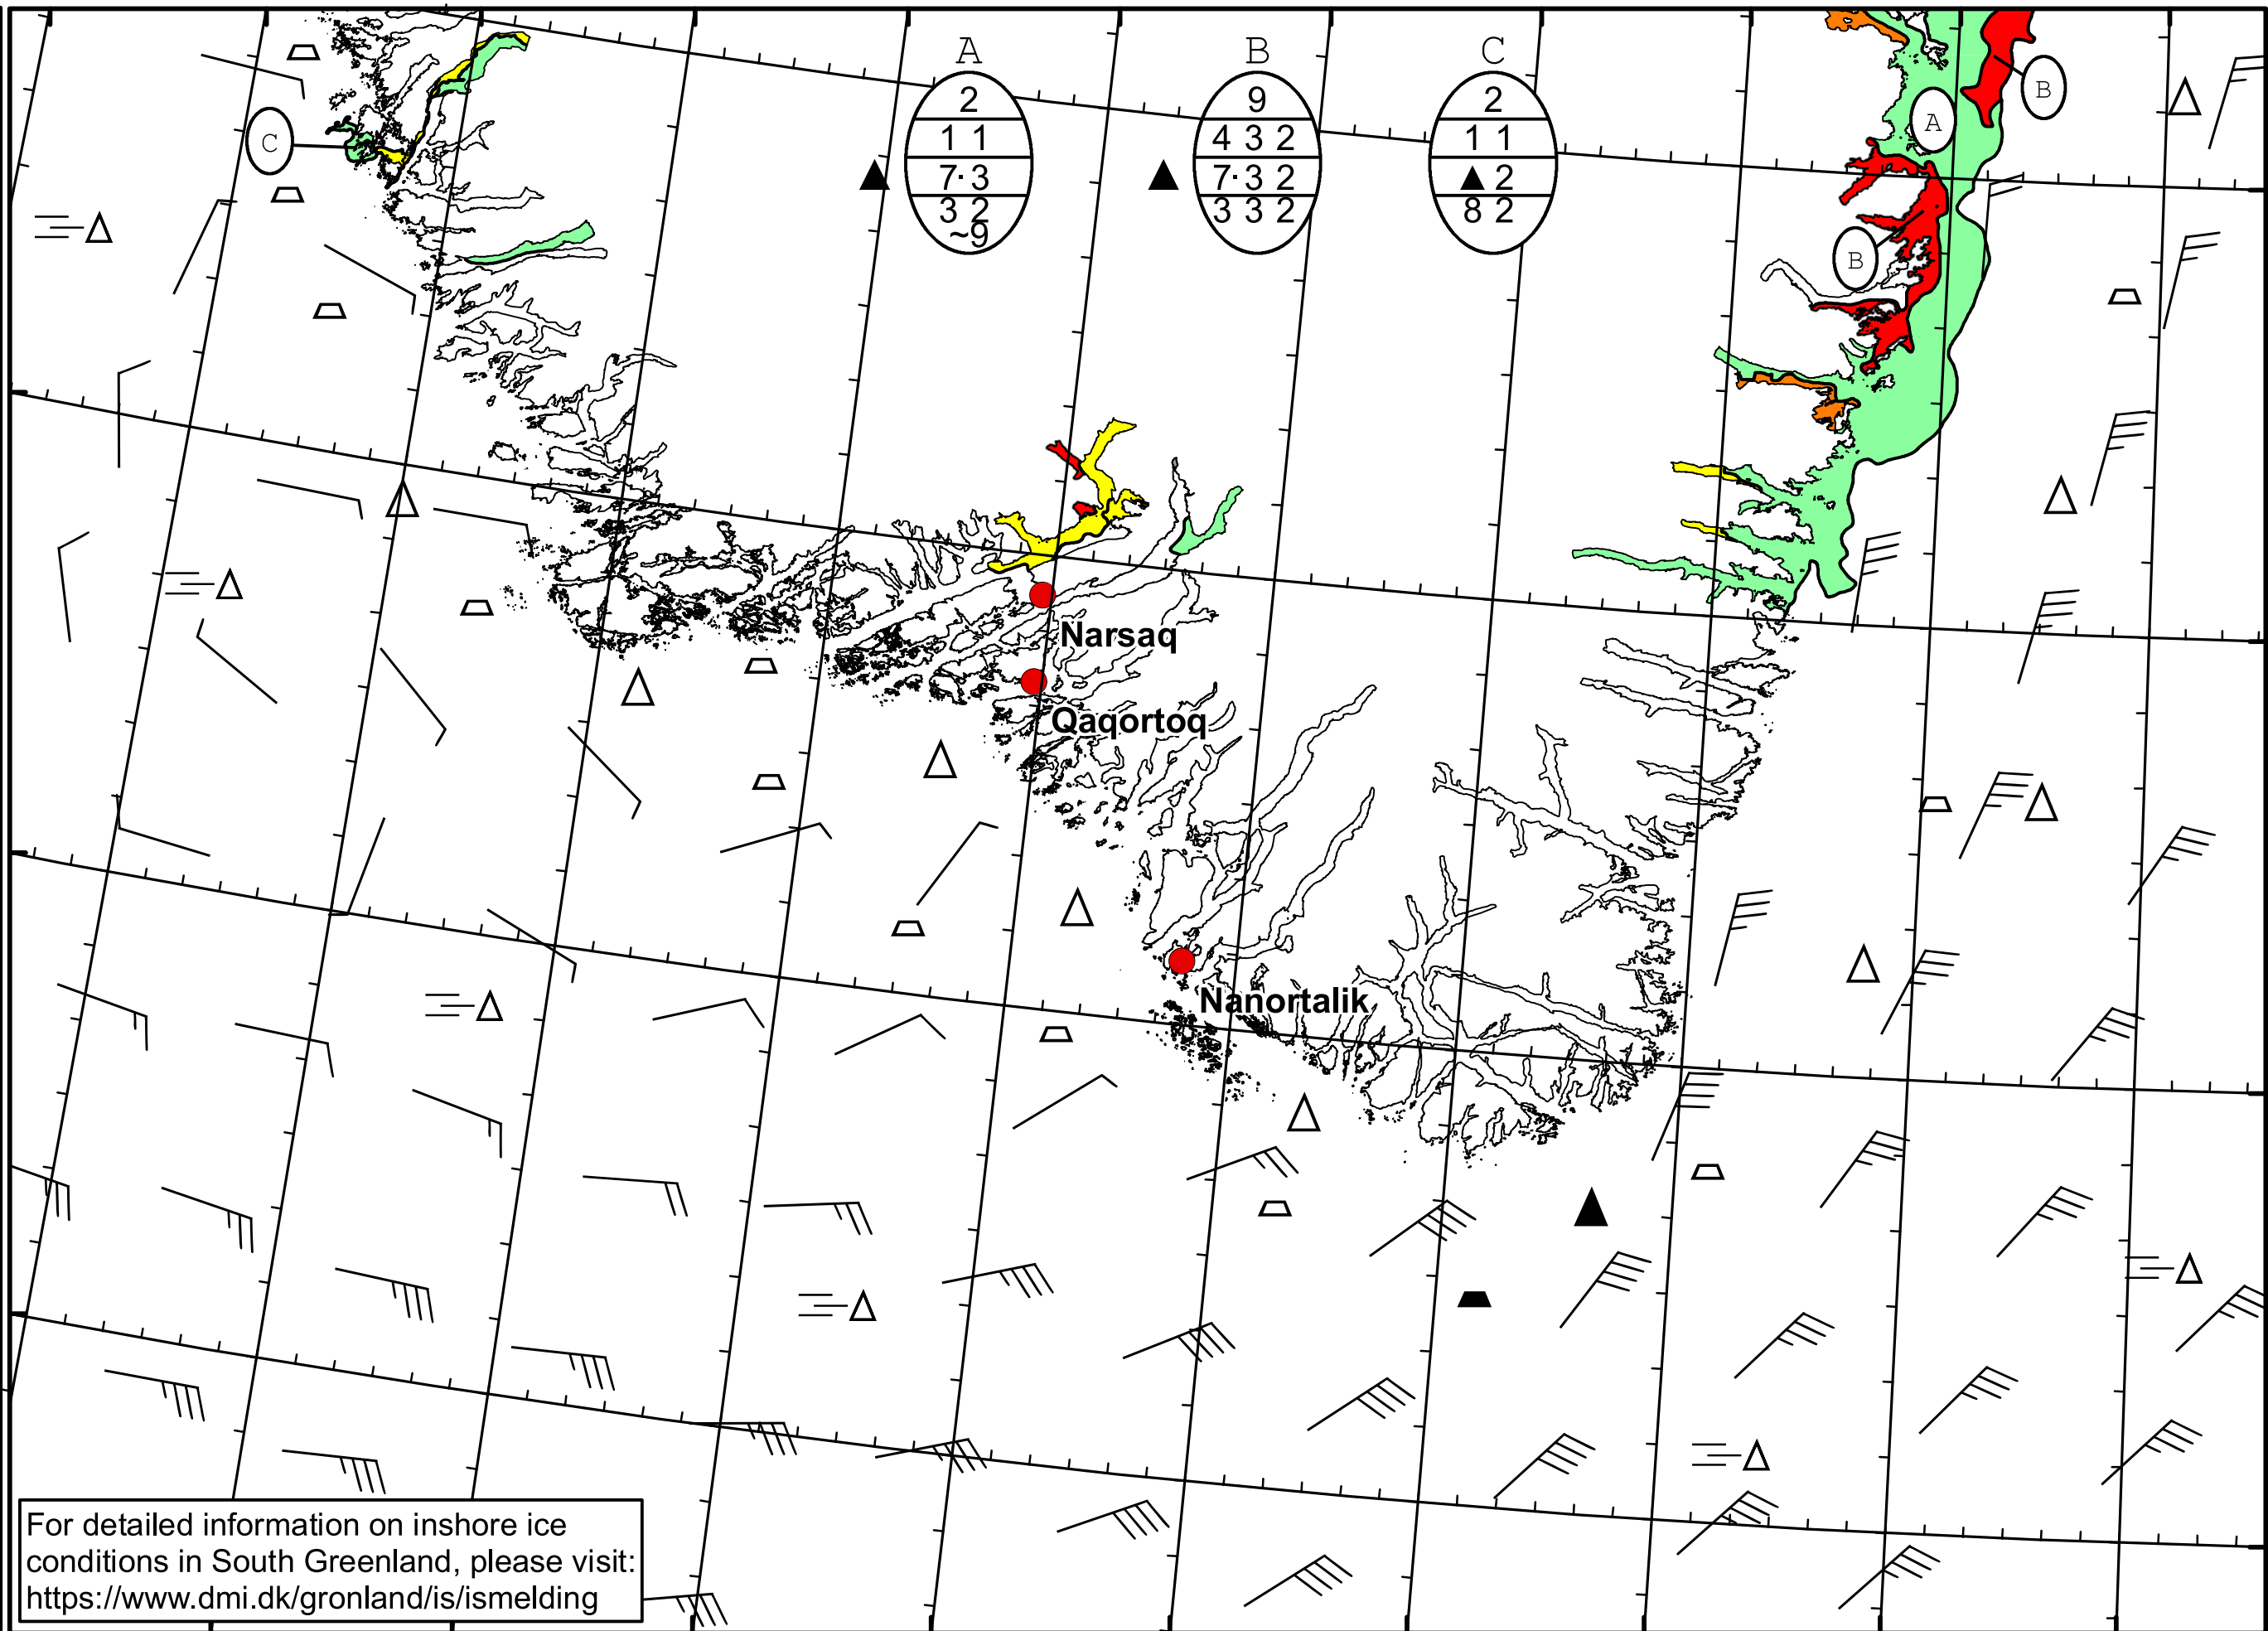 A B C
2 9 2
1 1 4 3 2 1 1
7· 3 7· 3 2 ▲ 2
3 2 3 3 2 8 2
~9
B
A
C
B
Narsaq
Qaqortoq
Nanortalik
For detailed information on inshore ice
conditions in South Greenland, please visit:
https://www.dmi.dk/gronland/is/ismelding